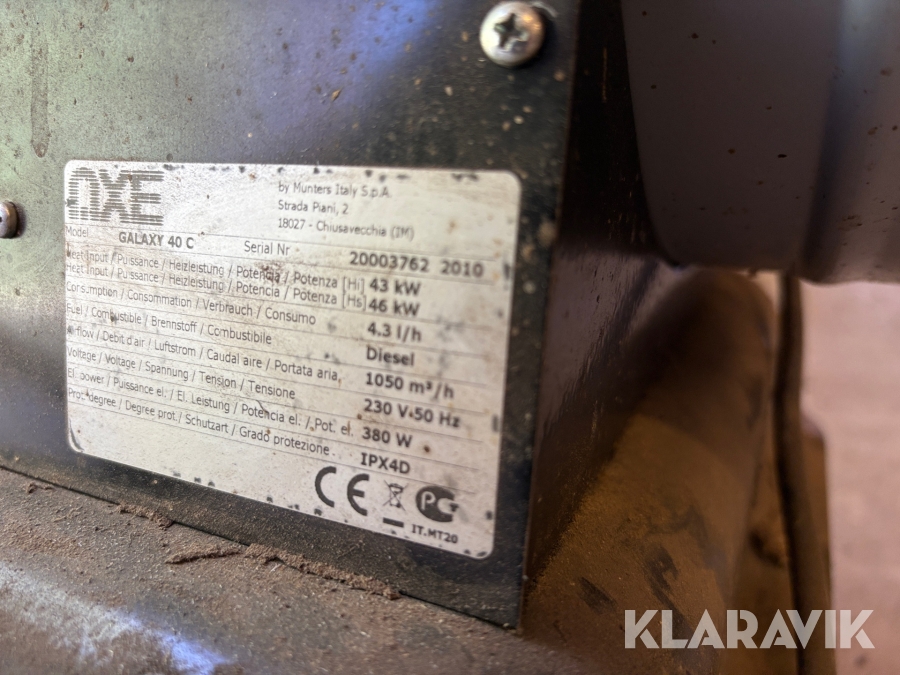 AXE
by Munters Italy S.p.A.
Strada Piani, 2
18027 - Chiusavecchia (IM)
Model GALAXY 40 C Serial Nr 20003762 2010
Heat Input / Puissance / Heizleistung / Potencia / Potenza [Hi] 43 kW
Heat Input / Puissance / Heizleistung / Potencia / Potenza [Hs] 46 kW
Consumption / Consommation / Verbrauch / Consumo 4.3 l/h
Fuel / Combustible / Brennstoff / Combustibile Diesel
Airflow / Debit d'air / Luftstrom / Caudal aire / Portata aria, 1050 m³/h
Voltage / Voltage / Spannung / Tension / Tensione 230 V-50 Hz
El. power / Puissance el. / El. Leistung / Potencia el. / Pot. el. 380 W
Prot. degree / Degree prot. / Schutzart / Grado protezione . . IPX4D
CE PG
IT.MT20
KLARAVIK